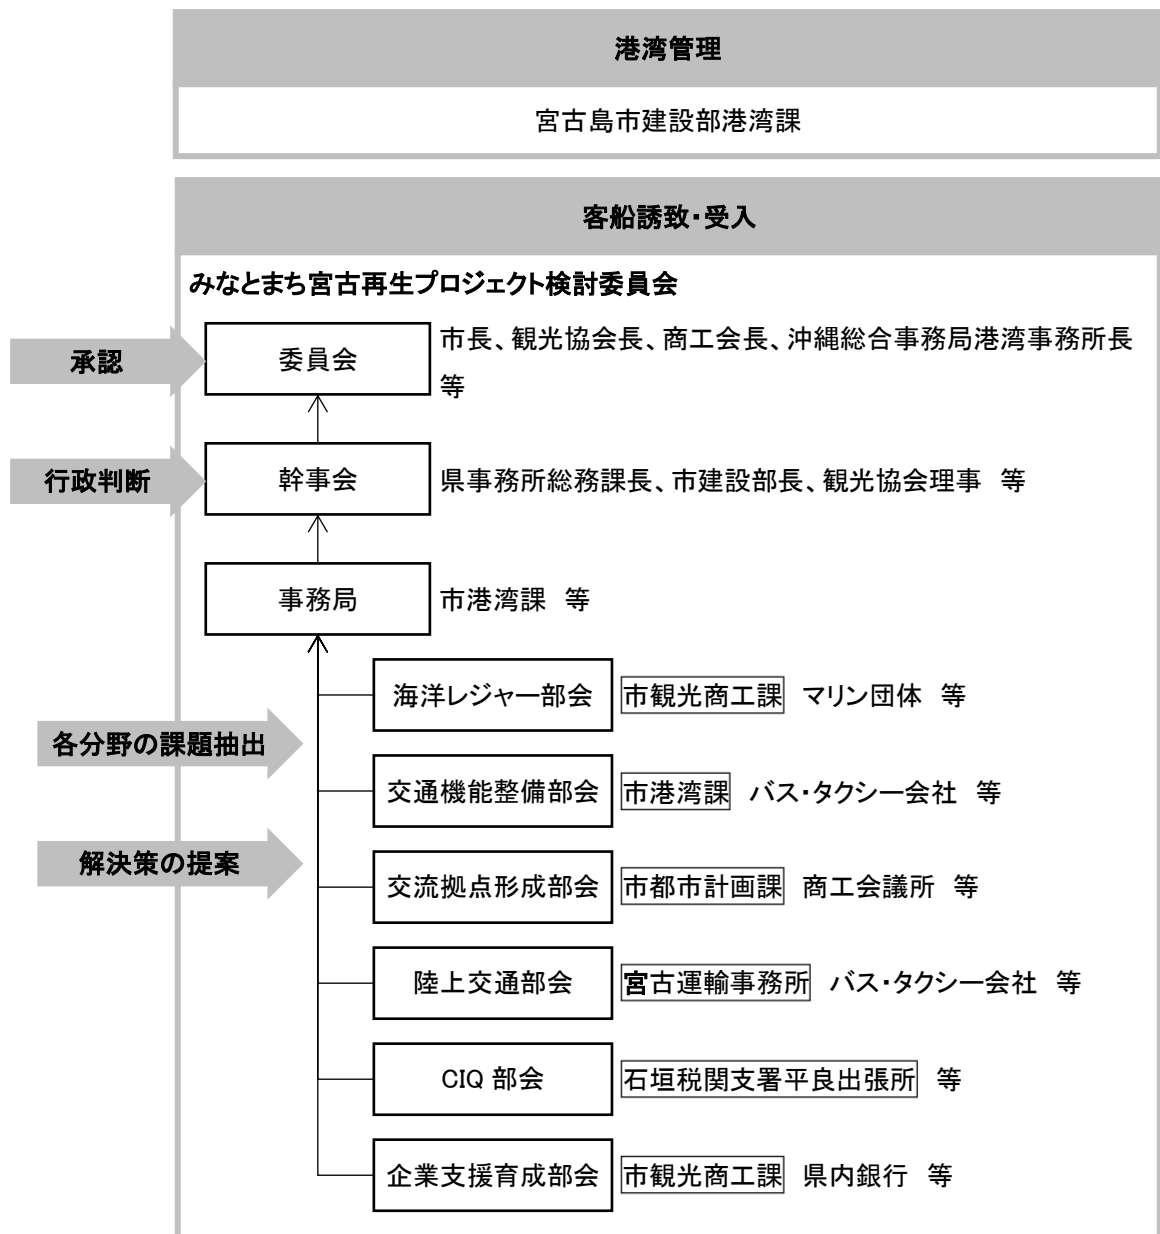 港湾管理
宮古島市建設部港湾課
客船誘致・受入
みなとまち宮古再生プロジェクト検討委員会
承認
委員会
市長、観光協会長、商工会長、沖縄総合事務局港湾事務所長
等
行政判断
幹事会
県事務所総務課長、市建設部長、観光協会理事 等
事務局
市港湾課 等
海洋レジャー部会
市観光商工課 マリン団体 等
各分野の課題抽出
交通機能整備部会
市港湾課 バス・タクシー会社 等
解決策の提案
交流拠点形成部会
市都市計画課 商工会議所 等
陸上交通部会
宮古運輸事務所 バス・タクシー会社 等
CIQ 部会
石垣税関支署平良出張所 等
企業支援育成部会
市観光商工課 県内銀行 等